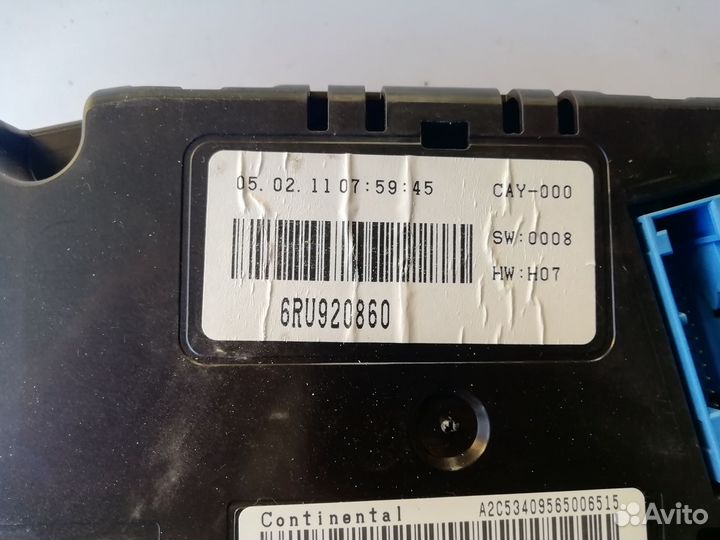 05. 02. 11 07:59:45 CAY-000
SW:0008
HW:H07
6RU920860
Continental A2C53409565006515
Avito